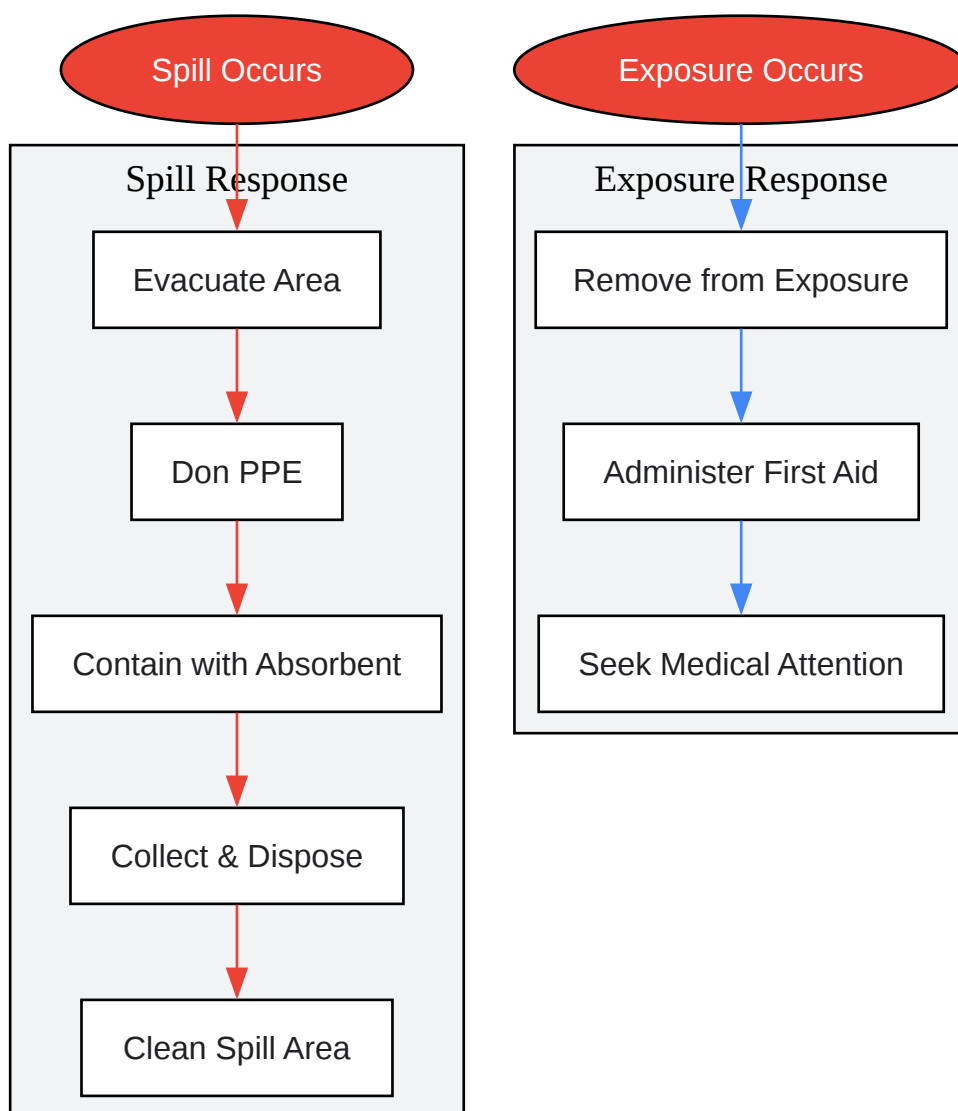 Spill Occurs
Spill Response
Evacuate Area
Don PPE
Contain with Absorbent
Collect & Dispose
Clean Spill Area
Exposure Occurs
Exposure Response
Remove from Exposure
Administer First Aid
Seek Medical Attention